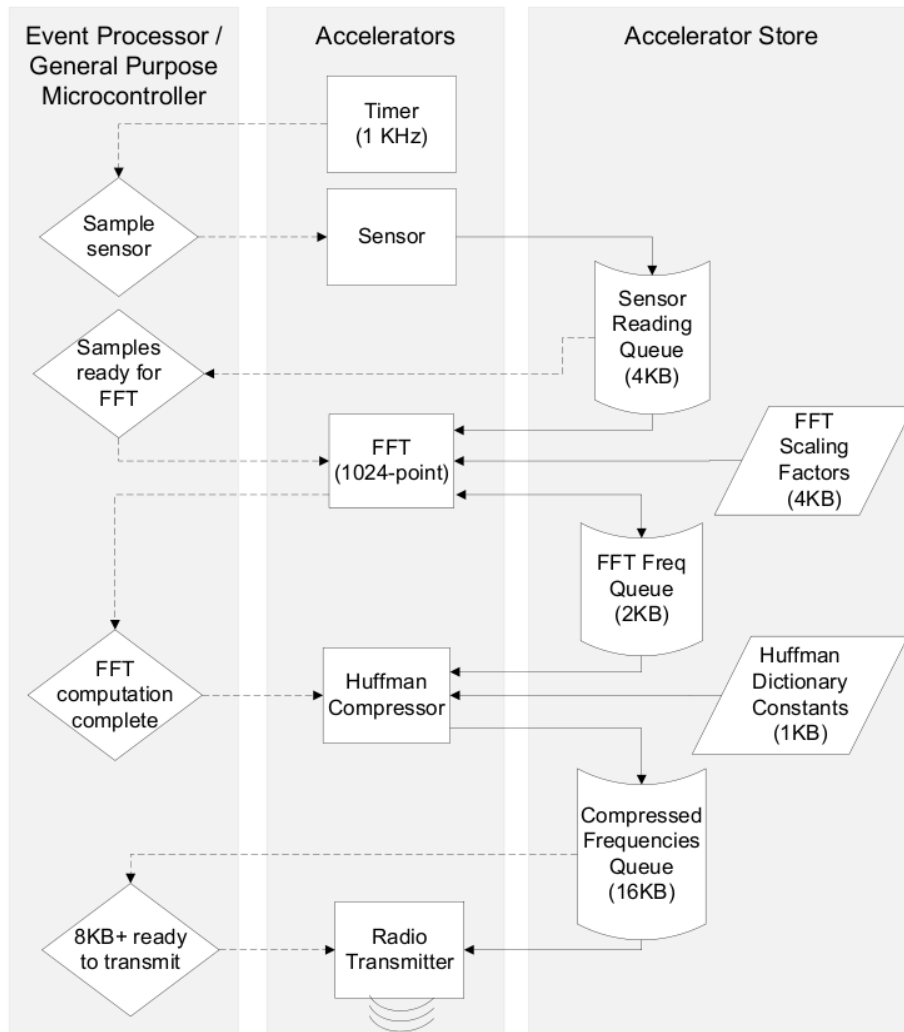 Event Processor /
General Purpose
Microcontroller
Accelerators
Accelerator Store
Timer
(1 KHz)
Sample
sensor
Sensor
Sensor
Reading
Queue
(4KB)
Samples
ready for
FFT
FFT
(1024-point)
FFT
Scaling
Factors
(4KB)
FFT Freq
Queue
(2KB)
FFT
computation
complete
Huffman
Compressor
Huffman
Dictionary
Constants
(1KB)
Compressed
Frequencies
Queue
(16KB)
8KB+ ready
to transmit
Radio
Transmitter